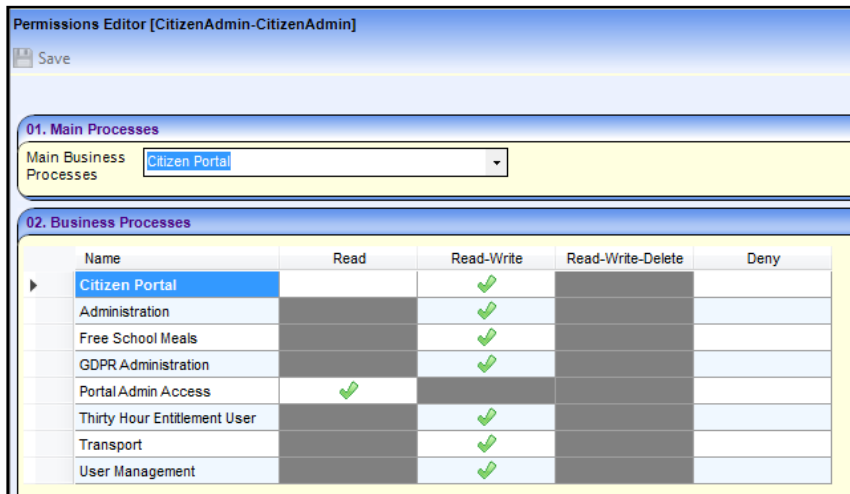 Permissions Editor [CitizenAdmin-CitizenAdmin]
Save
01. Main Processes
Main Business Processes
Citizen Portal
02. Business Processes
Name Read Read-Write Read-Write-Delete Deny
Citizen Portal
Administration
Free School Meals
GDPR Administration
Portal Admin Access
Thirty Hour Entitlement User
Transport
User Management